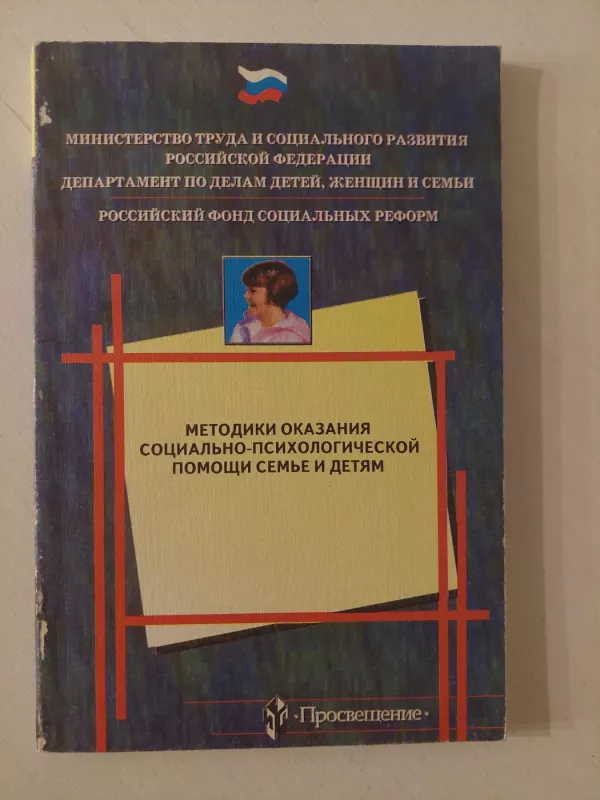 МИНИСТЕРСТВО ТРУДА И СОЦИАЛЬНОГО РАЗВИТИЯ
РОССИЙСКОЙ ФЕДЕРАЦИИ
ДЕПАРТАМЕНТ ПО ДЕЛАМ ДЕТЕЙ, ЖЕНЩИН И СЕМЬИ
РОССИЙСКИЙ ФОНД СОЦИАЛЬНЫХ РЕФОРМ
МЕТОДИКИ ОКАЗАНИЯ
СОЦИАЛЬНО-ПСИХОЛОГИЧЕСКОЙ
ПОМОЩИ СЕМЬЕ И ДЕТЯМ
·Просвещение·